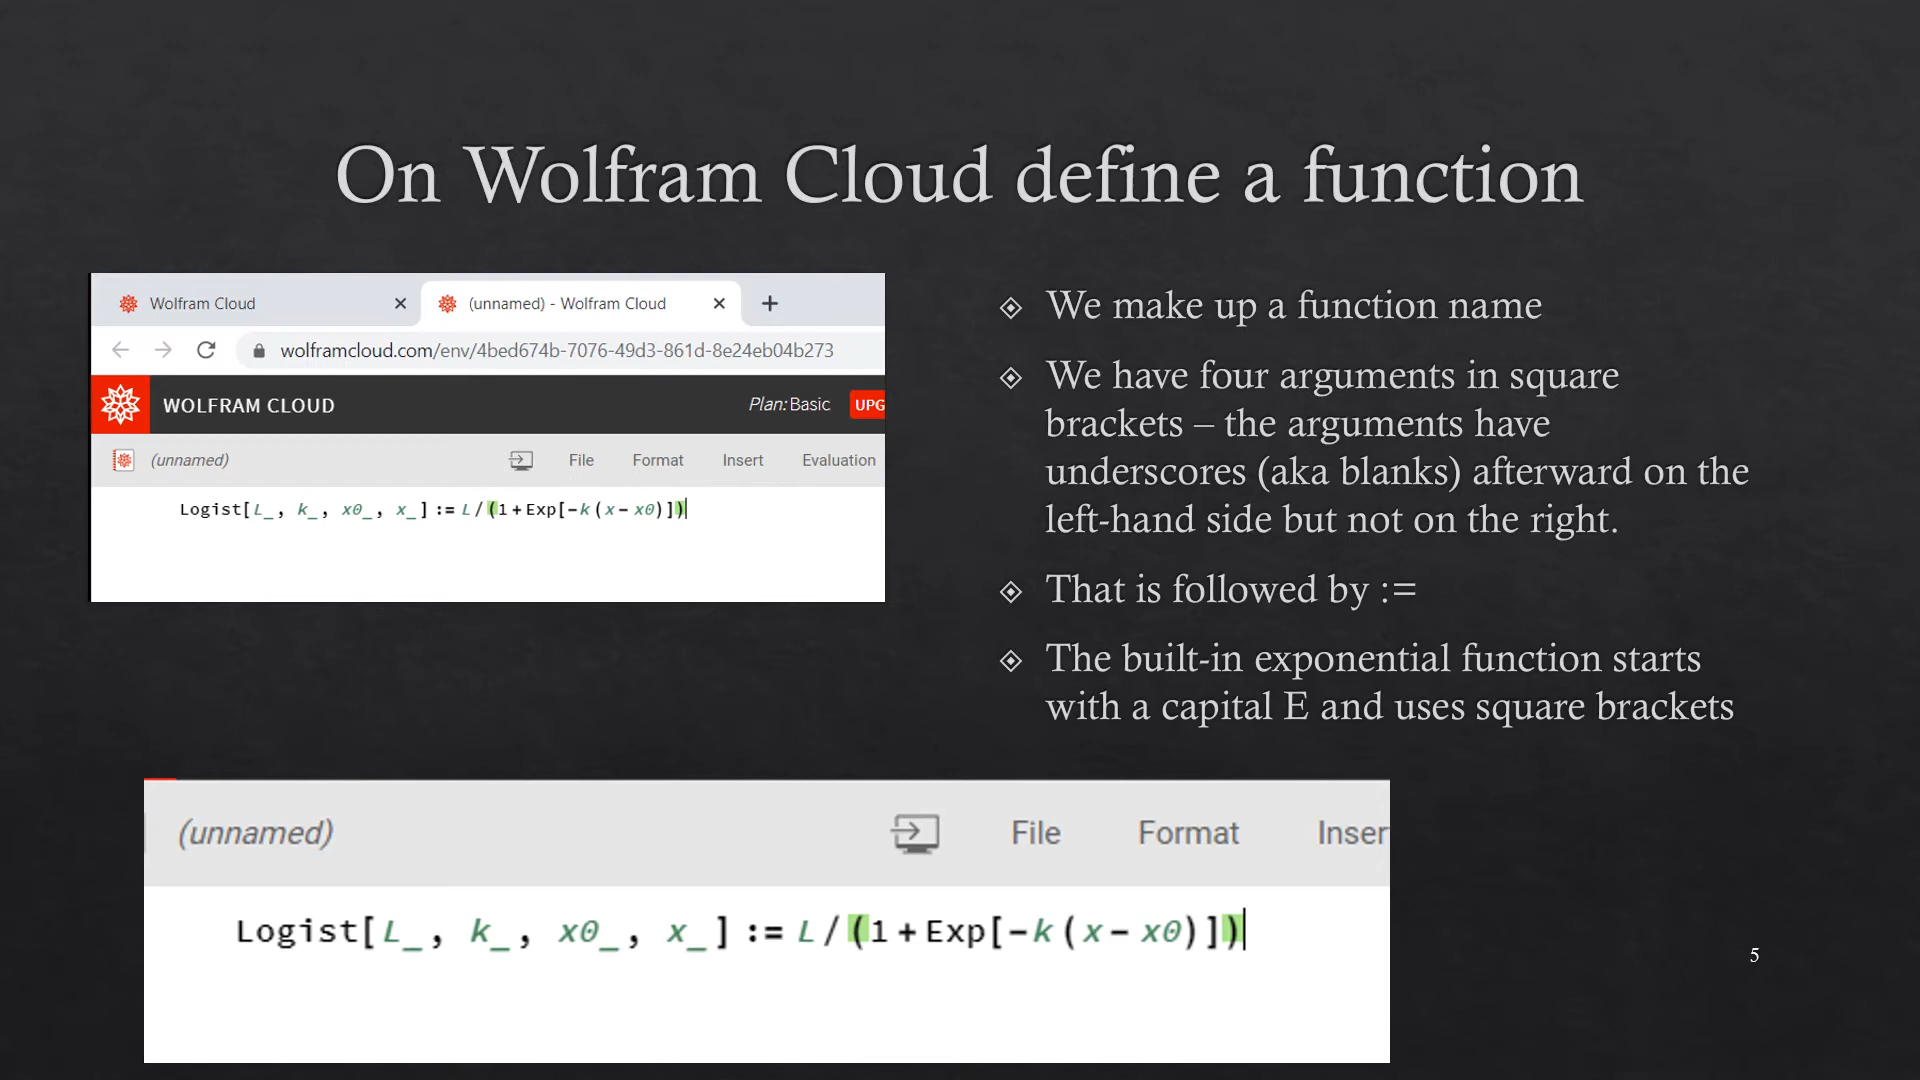 On Wolfram Cloud define a function
Wolfram Cloud
(unnamed) - Wolfram Cloud
wolframcloud.com/env/4bed674b-7076-49d3-861d-8e24eb04b273
WOLFRAM CLOUD
Plan: Basic
UPG
(unnamed)
File
Format
Insert
Evaluation
Logist[L_, k_, x0_, x_] := L/(1+Exp[-k(x-x0)])
We make up a function name
We have four arguments in square
brackets – the arguments have
underscores (aka blanks) afterward on the
left-hand side but not on the right.
That is followed by :=
The built-in exponential function starts
with a capital E and uses square brackets
(unnamed)
File
Format
Inser
Logist[L_, k_, x0_, x_] := L/(1+Exp[-k(x-x0)])
5